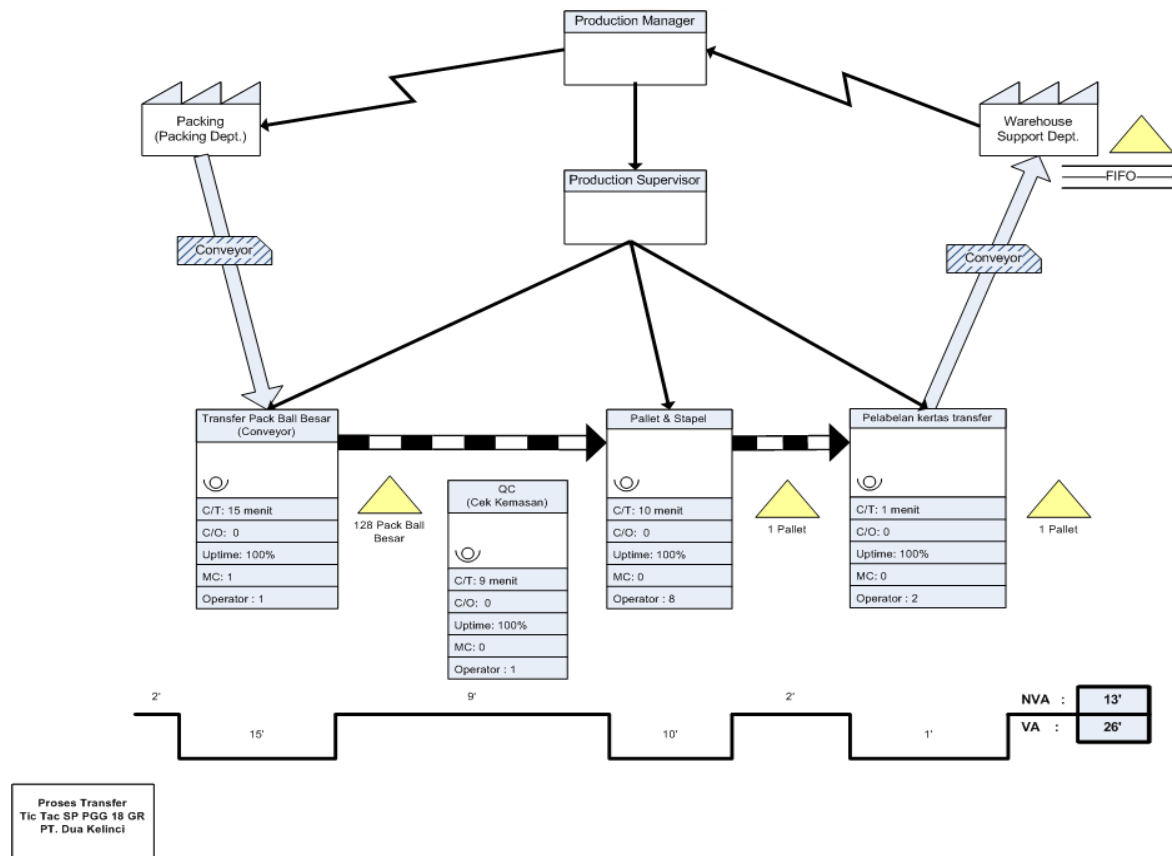 Production Manager
Packing
(Packing Dept.)
Warehouse
Support Dept.
FIFO
Production Supervisor
Conveyor
Conveyor
Transfer Pack Ball Besar
(Conveyor)
C/T: 15 menit
C/O:  0
Uptime: 100%
MC: 1
Operator : 1
128 Pack Ball
Besar
QC
(Cek Kemasan)
C/T: 9 menit
C/O:  0
Uptime: 100%
MC: 0
Operator : 1
Pallet & Stapel
C/T: 10 menit
C/O:  0
Uptime: 100%
MC: 0
Operator : 8
1 Pallet
Pelabelan kertas transfer
C/T: 1 menit
C/O: 0
Uptime: 100%
MC: 0
Operator : 2
1 Pallet
2'
9'
2'
15'
10'
1'
NVA : 13'
VA : 26'
Proses Transfer
Tic Tac SP PGG 18 GR
PT. Dua Kelinci